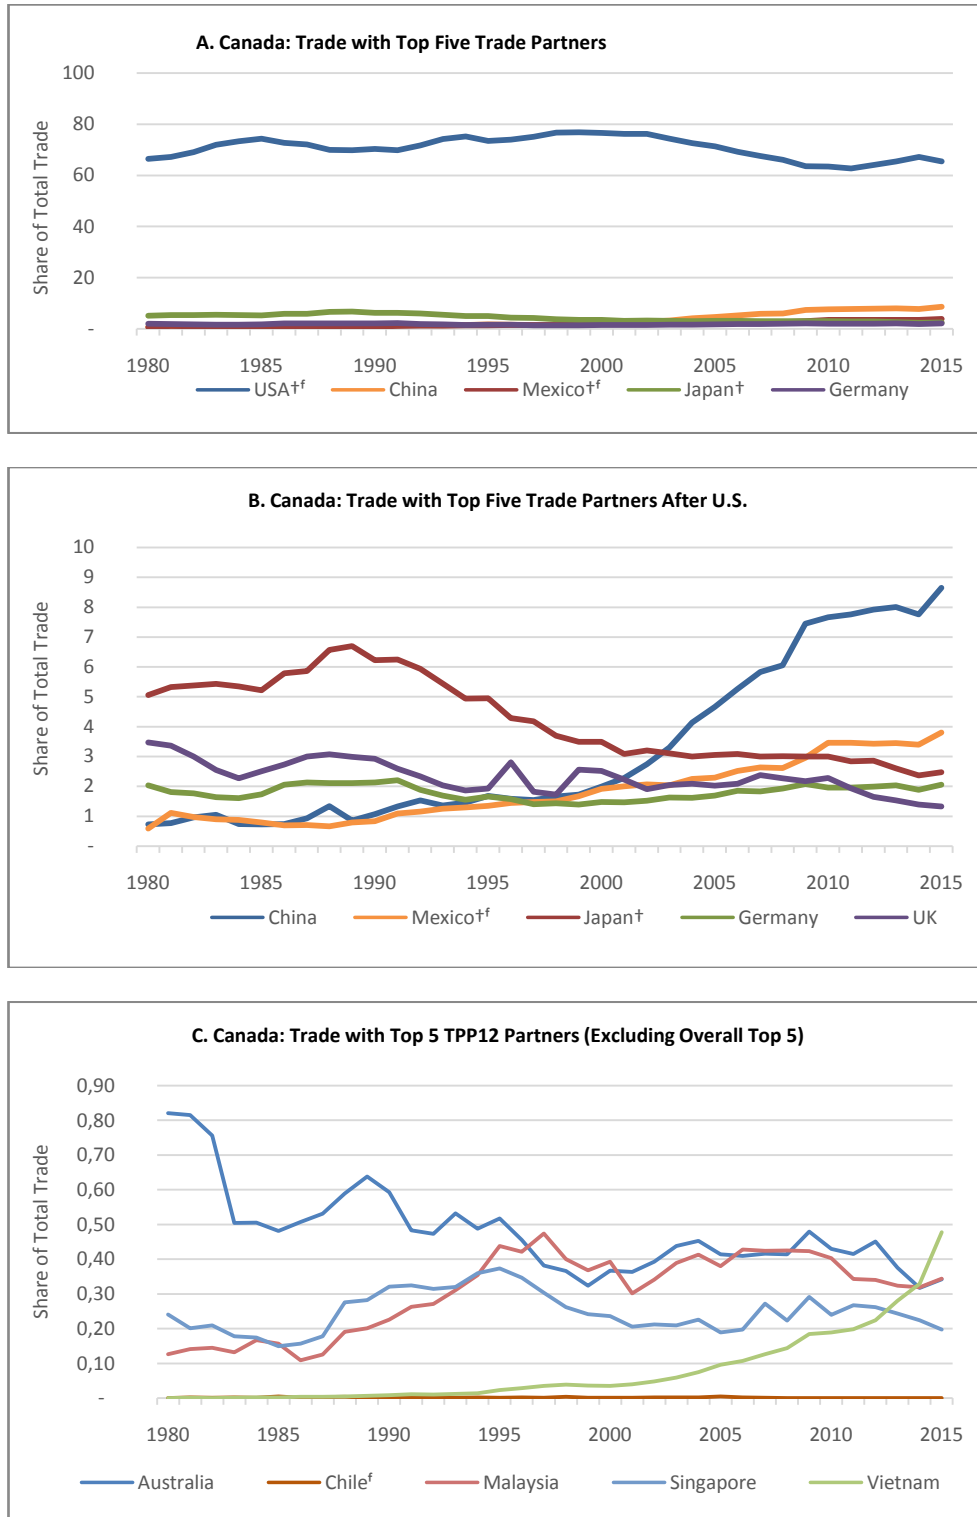 A. Canada: Trade with Top Five Trade Partners
Share of Total Trade
100
80
60
40
20
-
1980 1985 1990 1995 2000 2005 2010 2015
USA†ᶠ China Mexico†ᶠ Japan† Germany
B. Canada: Trade with Top Five Trade Partners After U.S.
Share of Total Trade
10
9
8
7
6
5
4
3
2
1
-
1980 1985 1990 1995 2000 2005 2010 2015
China Mexico†ᶠ Japan† Germany UK
C. Canada: Trade with Top 5 TPP12 Partners (Excluding Overall Top 5)
Share of Total Trade
0,90
0,80
0,70
0,60
0,50
0,40
0,30
0,20
0,10
-
1980 1985 1990 1995 2000 2005 2010 2015
Australia Chileᶠ Malaysia Singapore Vietnam